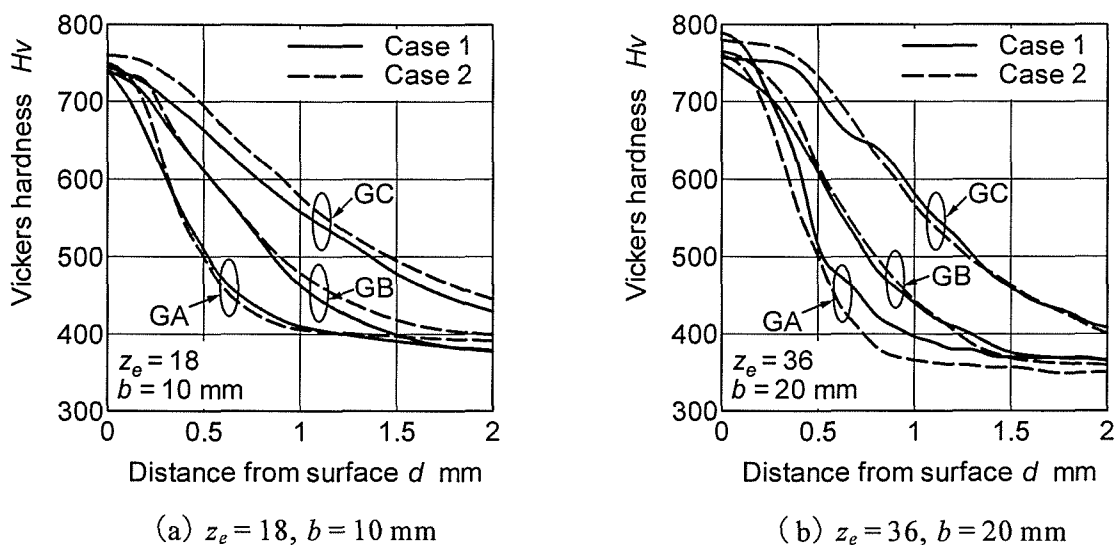 800
700
600
500
400
300
Vickers hardness Hv
Case 1
Case 2
GC
GB
GA
z_e = 18
b = 10 mm
0 0.5 1 1.5 2
Distance from surface d mm
(a) z_e = 18, b = 10 mm
800
700
600
500
400
300
Vickers hardness Hv
Case 1
Case 2
GC
GB
GA
z_e = 36
b = 20 mm
0 0.5 1 1.5 2
Distance from surface d mm
(b) z_e = 36, b = 20 mm